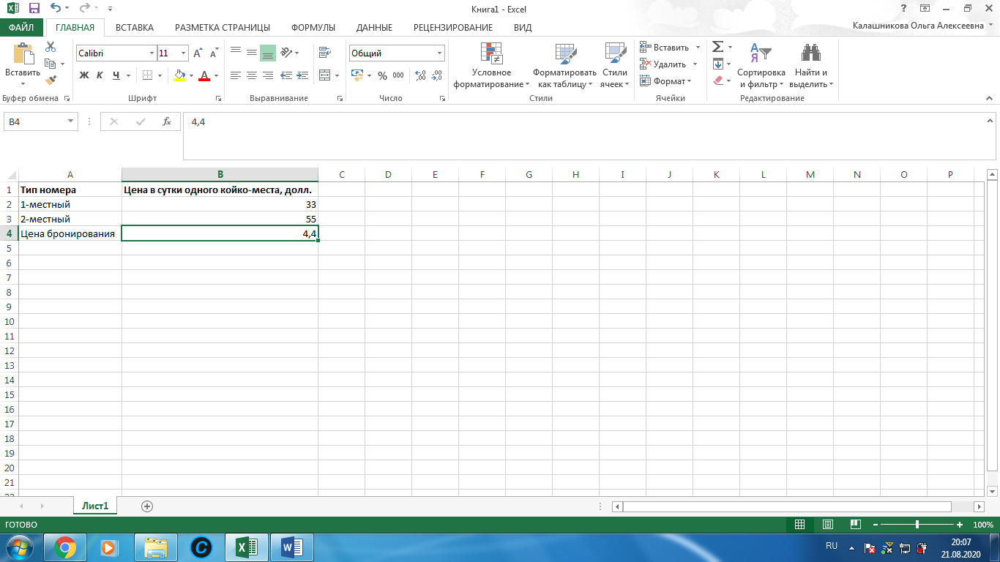 Книга1 - Excel
ФАЙЛ ГЛАВНАЯ ВСТАВКА РАЗМЕТКА СТРАНИЦЫ ФОРМУЛЫ ДАННЫЕ РЕЦЕНЗИРОВАНИЕ ВИД Калашникова Ольга Алексеевна
Вставить
Буфер обмена
Calibri 11
Ж К Ч А
Шрифт
Выравнивание
Общий
% 000
Число
Условное форматирование
Форматировать как таблицу
Стили ячеек
Стили
Вставить
Удалить
Формат
Ячейки
Сортировка и фильтр
Найти и выделить
Редактирование
B4 fx 4,4
A B C D E F G H I J K L M N O P
1 Тип номера Цена в сутки одного койко-места, долл.
2 1-местный 33
3 2-местный 55
4 Цена бронирования 4,4
5
6
7
8
9
10
11
12
13
14
15
16
17
18
19
20
21
22
Лист1
ГОТОВО 100%
RU 20:07
21.08.2020